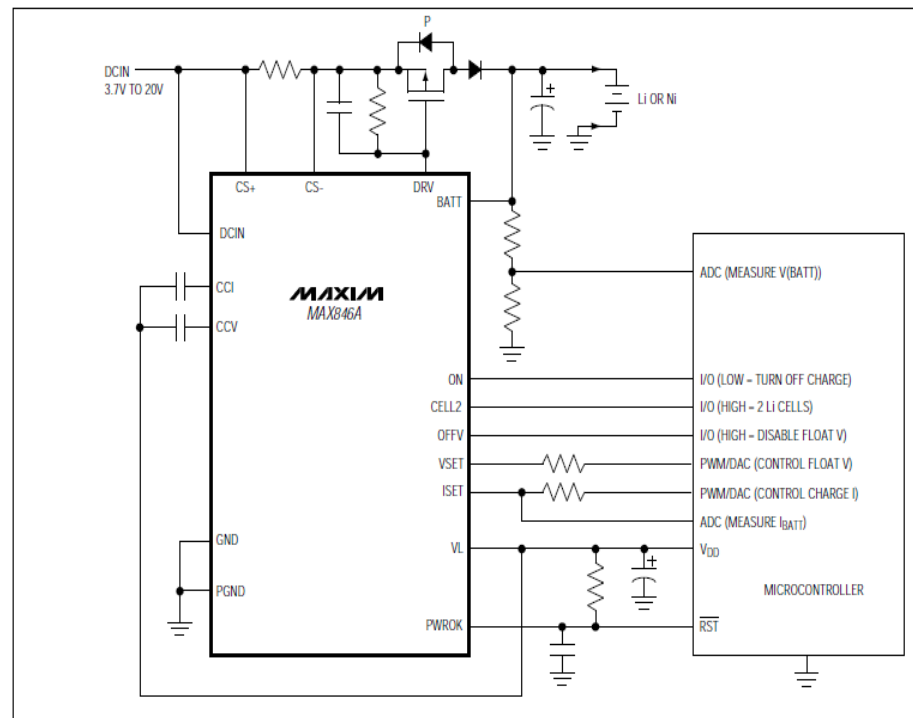 P
DCIN
3.7V TO 20V
Li OR Ni
CS+
CS-
DRV
BATT
DCIN
ADC (MEASURE V(BATT))
CCI
MAXIM
MAX846A
CCV
ON
I/O (LOW = TURN OFF CHARGE)
CELL2
I/O (HIGH = 2 Li CELLS)
OFFV
I/O (HIGH = DISABLE FLOAT V)
VSET
PWM/DAC (CONTROL FLOAT V)
ISET
PWM/DAC (CONTROL CHARGE I)
ADC (MEASURE IBATT)
GND
VL
VDD
PGND
MICROCONTROLLER
PWROK
RST